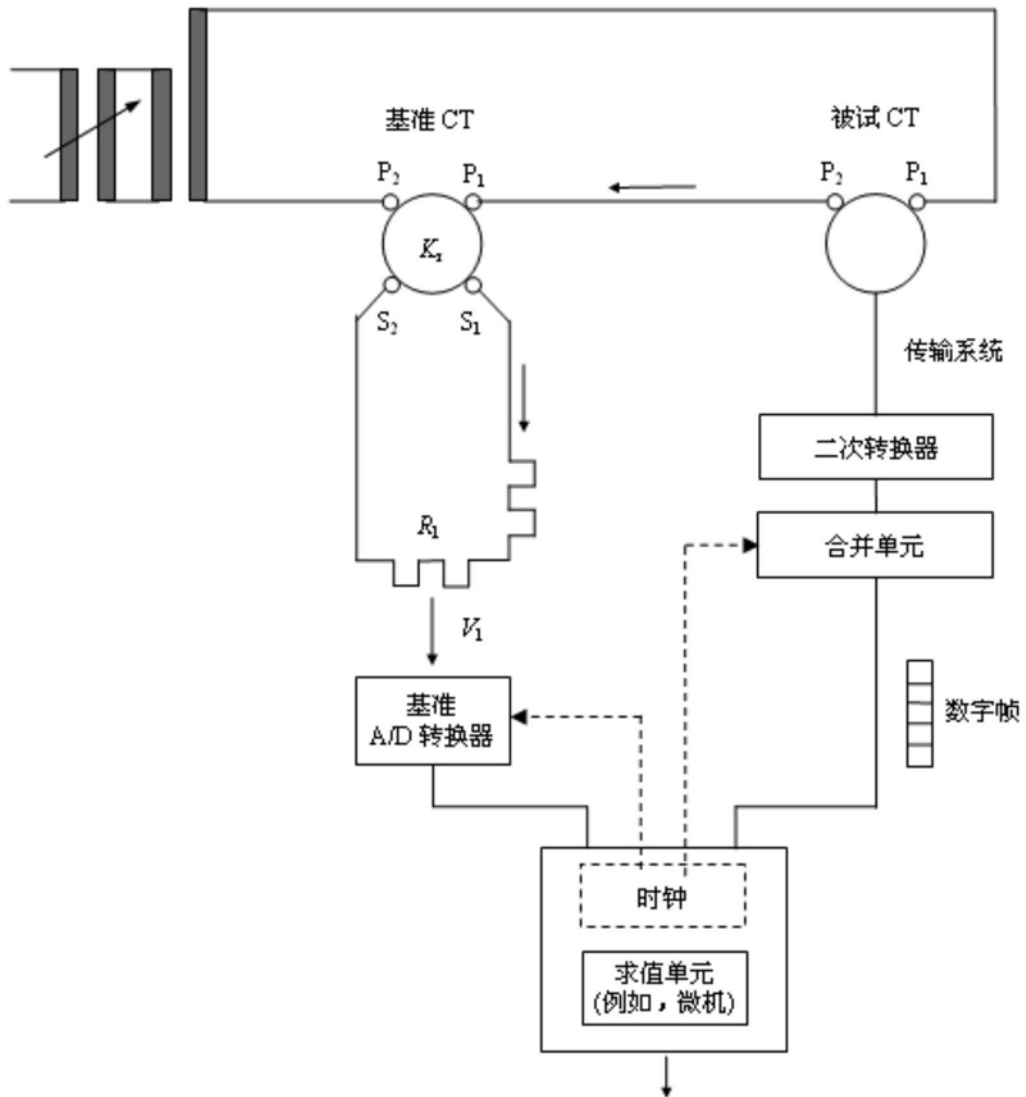 基准 CT
被试 CT
P₂
P₁
P₂
P₁
Kᵣ
S₂
S₁
传输系统
二次转换器
R₁
合并单元
V₁
基准
A/D 转换器
数字帧
时钟
求值单元
(例如，微机)